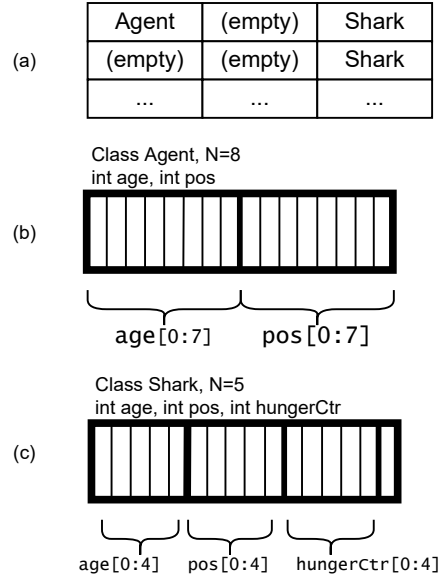 (a)
Agent (empty) Shark
(empty) (empty) Shark
... ... ...
Class Agent, N=8
int age, int pos
(b)
age[0:7] pos[0:7]
Class Shark, N=5
int age, int pos, int hungerCtr
(c)
age[0:4] pos[0:4] hungerCtr[0:4]